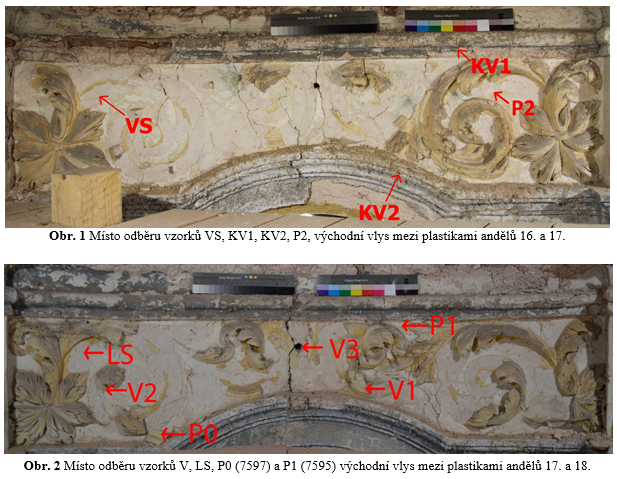 KV1
P2
VS
KV2
Obr. 1 Místo odběru vzorků VS, KV1, KV2, P2, východní vlys mezi plastikami andělů 16. a 17.
P1
LS
V3
V2
V1
P0
Obr. 2 Místo odběru vzorků V, LS, P0 (7597) a P1 (7595) východní vlys mezi plastikami andělů 17. a 18.